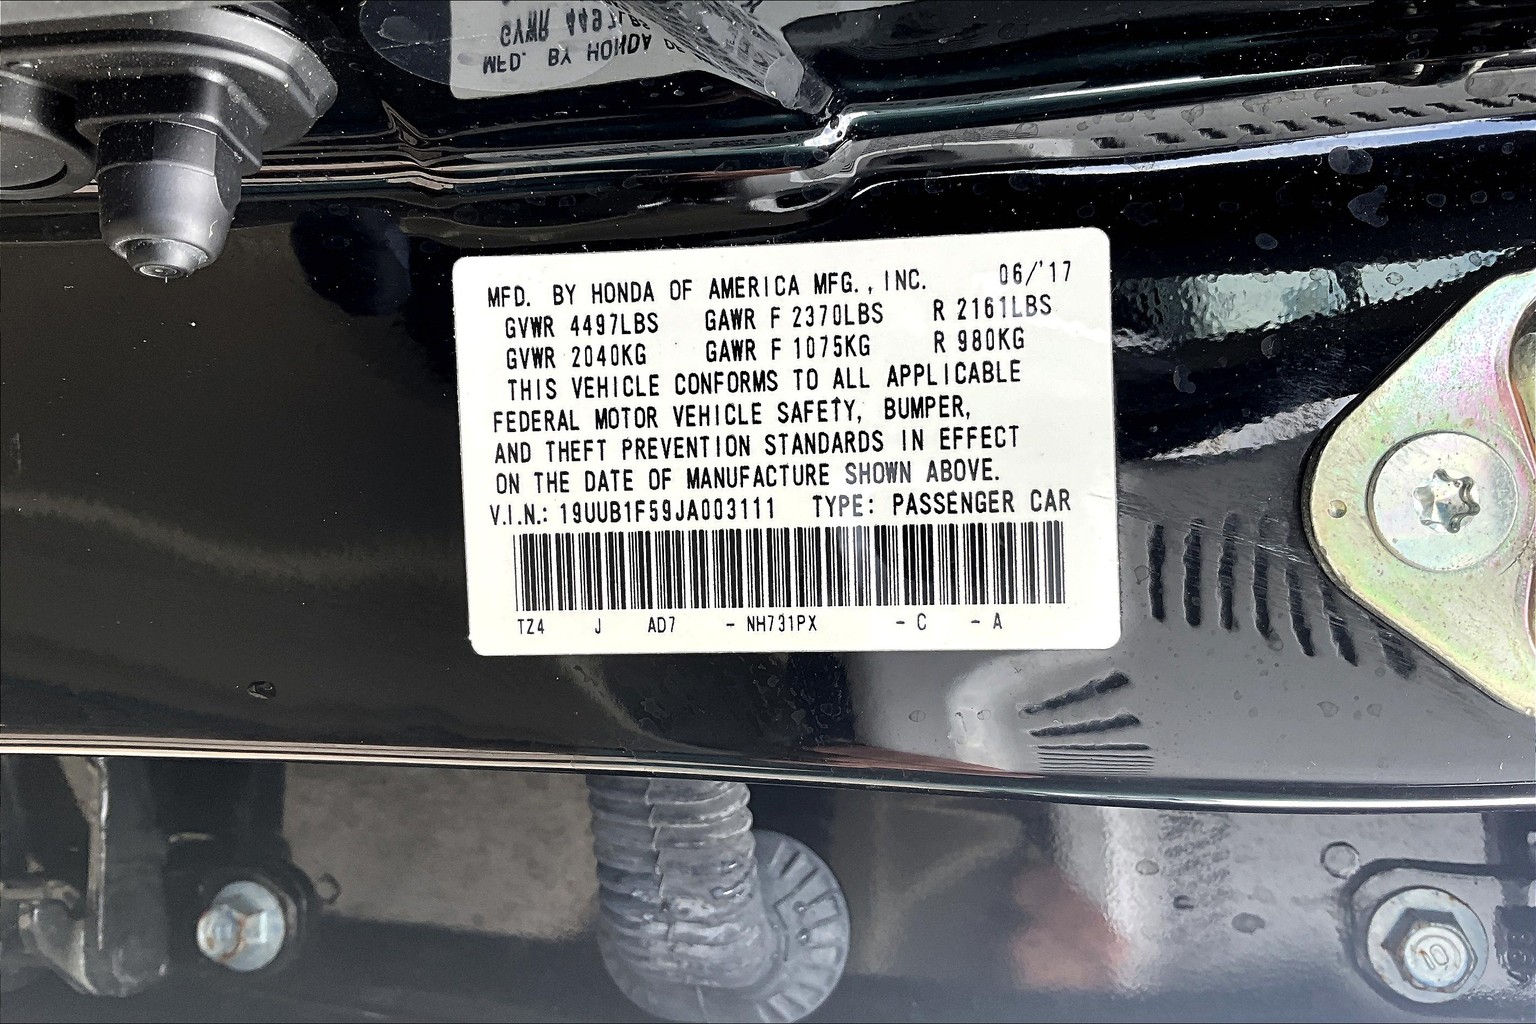 MFD. BY HONDA OF AMERICA MFG., INC. 06/'17
GVWR 4497LBS GAWR F 2370LBS R 2161LBS
GVWR 2040KG GAWR F 1075KG R 980KG
THIS VEHICLE CONFORMS TO ALL APPLICABLE
FEDERAL MOTOR VEHICLE SAFETY, BUMPER,
AND THEFT PREVENTION STANDARDS IN EFFECT
ON THE DATE OF MANUFACTURE SHOWN ABOVE.
V.I.N.: 19UUB1F59JA003111 TYPE: PASSENGER CAR
TZ4 J AD7 - NH731PX - C - A
10